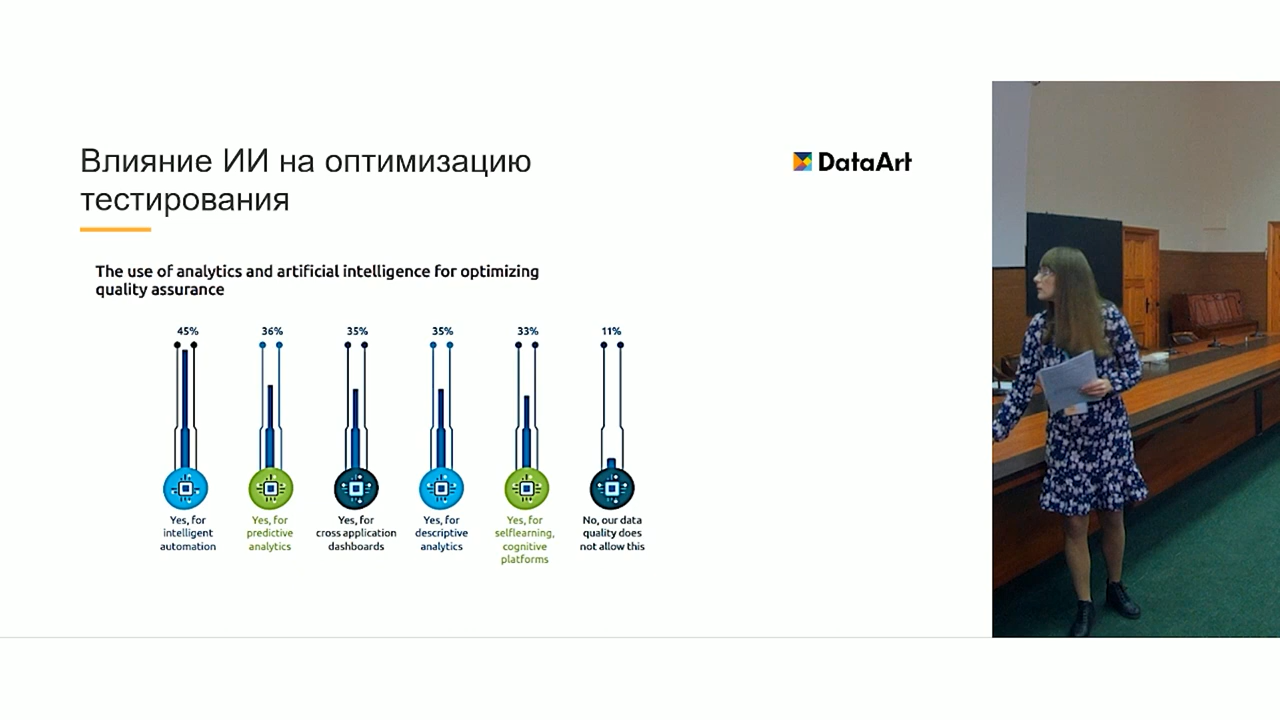 Влияние ИИ на оптимизацию
тестирования
DataArt
The use of analytics and artificial intelligence for optimizing
quality assurance
45%
36%
35%
35%
33%
11%
Yes, for
intelligent
automation
Yes, for
predictive
analytics
Yes, for
cross application
dashboards
Yes, for
descriptive
analytics
Yes, for
selflearning,
cognitive
platforms
No, our data
quality does
not allow this